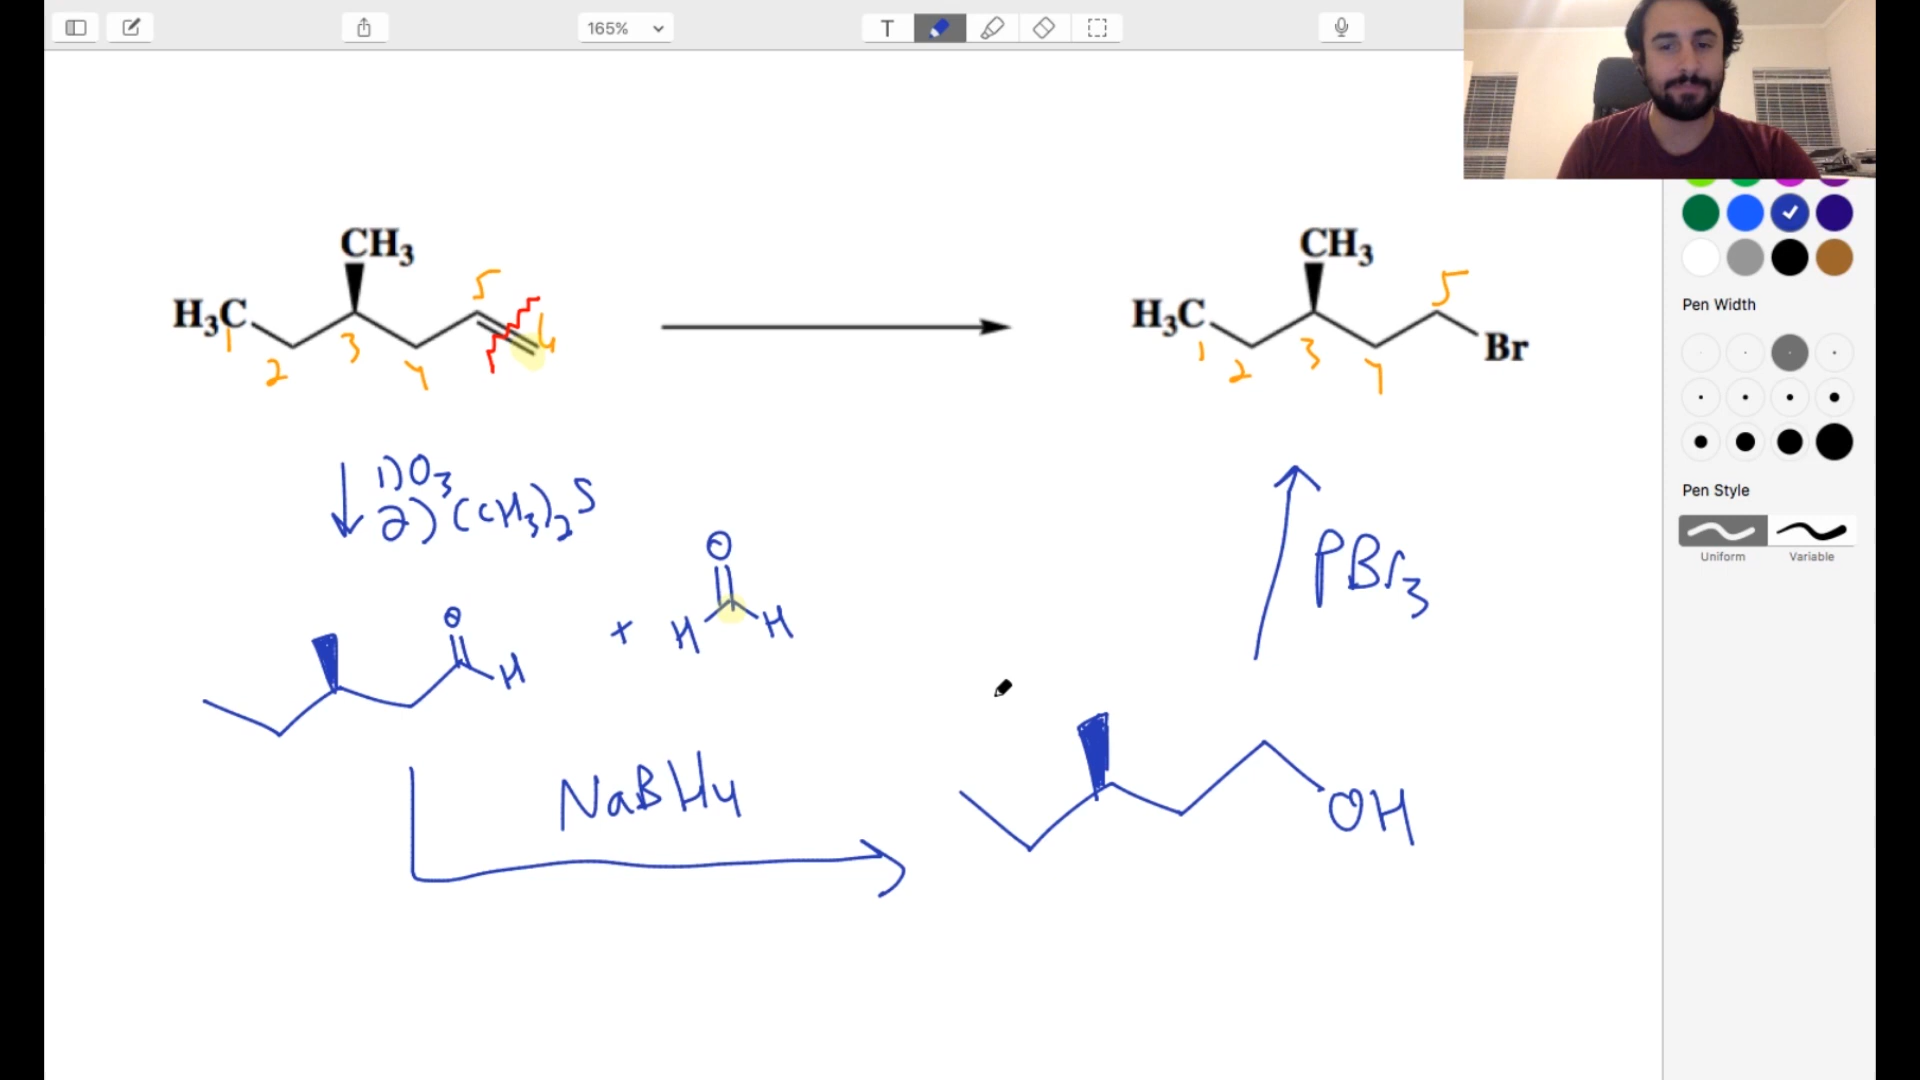 165%
T
CH3
H3C
1
2
3
4
5
6
CH3
H3C
Br
1
2
3
4
5
1) O3
2) (CH3)2S
O
H
+
O
H
H
PBr3
NaBH4
OH
Pen Width
Pen Style
Uniform
Variable